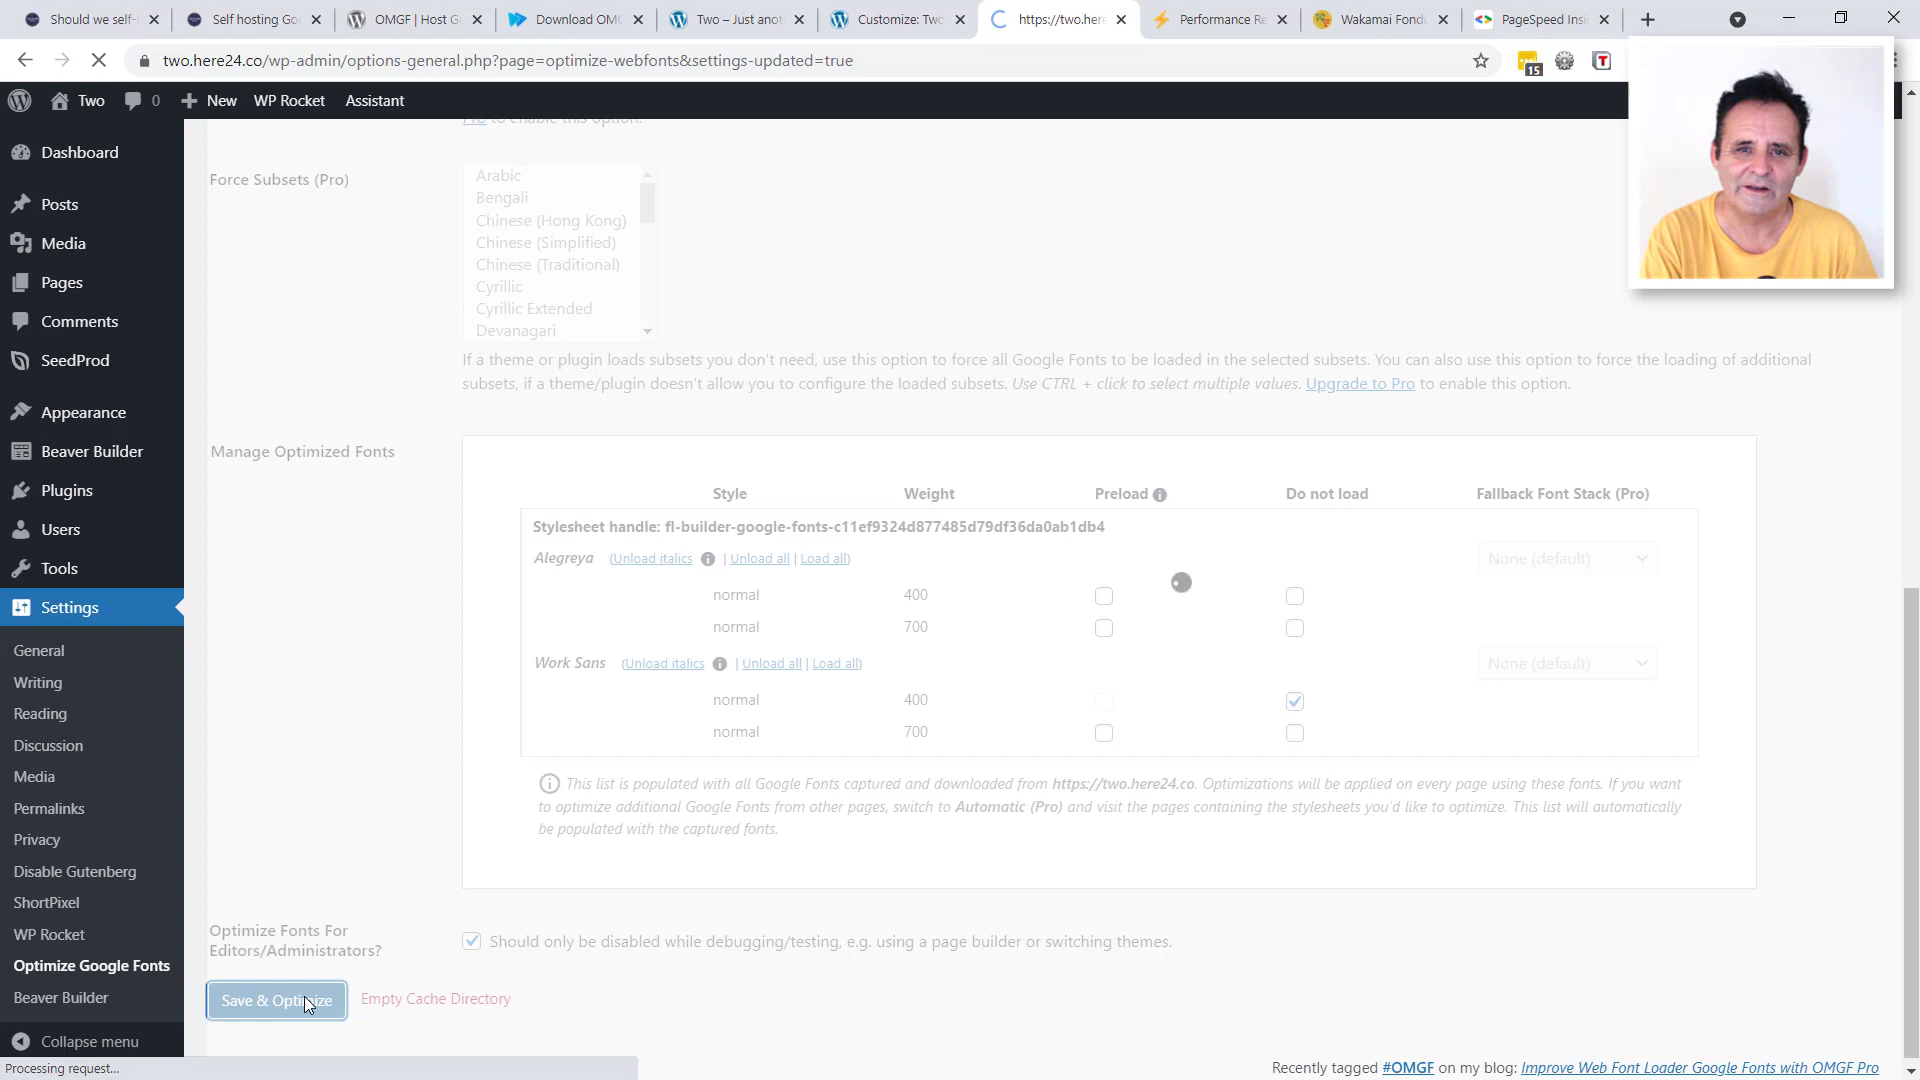 Should we self-
Self hosting Go
OMGF | Host G
Download OMG
Two – Just anot
Customize: Two
https://two.here
Performance Re
Wakamai Fondu
PageSpeed Insi
two.here24.co/wp-admin/options-general.php?page=optimize-webfonts&settings-updated=true
15
T
Two
0
New
WP Rocket
Assistant
Pro to enable this option.
Dashboard
Posts
Media
Pages
Comments
SeedProd
Appearance
Beaver Builder
Plugins
Users
Tools
Settings
General
Writing
Reading
Discussion
Media
Permalinks
Privacy
Disable Gutenberg
ShortPixel
WP Rocket
Optimize Google Fonts
Beaver Builder
Collapse menu
Force Subsets (Pro)
Arabic
Bengali
Chinese (Hong Kong)
Chinese (Simplified)
Chinese (Traditional)
Cyrillic
Cyrillic Extended
Devanagari
If a theme or plugin loads subsets you don't need, use this option to force all Google Fonts to be loaded in the selected subsets. You can also use this option to force the loading of additional
subsets, if a theme/plugin doesn't allow you to configure the loaded subsets. Use CTRL + click to select multiple values. Upgrade to Pro to enable this option.
Manage Optimized Fonts
Style Weight Preload Do not load Fallback Font Stack (Pro)
Stylesheet handle: fl-builder-google-fonts-c11ef9324d877485d79df36da0ab1db4
Alegreya (Unload italics | Unload all | Load all) None (default)
normal 400
normal 700
Work Sans (Unload italics | Unload all | Load all) None (default)
normal 400
normal 700
This list is populated with all Google Fonts captured and downloaded from https://two.here24.co. Optimizations will be applied on every page using these fonts. If you want
to optimize additional Google Fonts from other pages, switch to Automatic (Pro) and visit the pages containing the stylesheets you'd like to optimize. This list will automatically
be populated with the captured fonts.
Optimize Fonts For
Editors/Administrators?
Should only be disabled while debugging/testing, e.g. using a page builder or switching themes.
Save & Optimize
Empty Cache Directory
Processing request...
Recently tagged #OMGF on my blog: Improve Web Font Loader Google Fonts with OMGF Pro